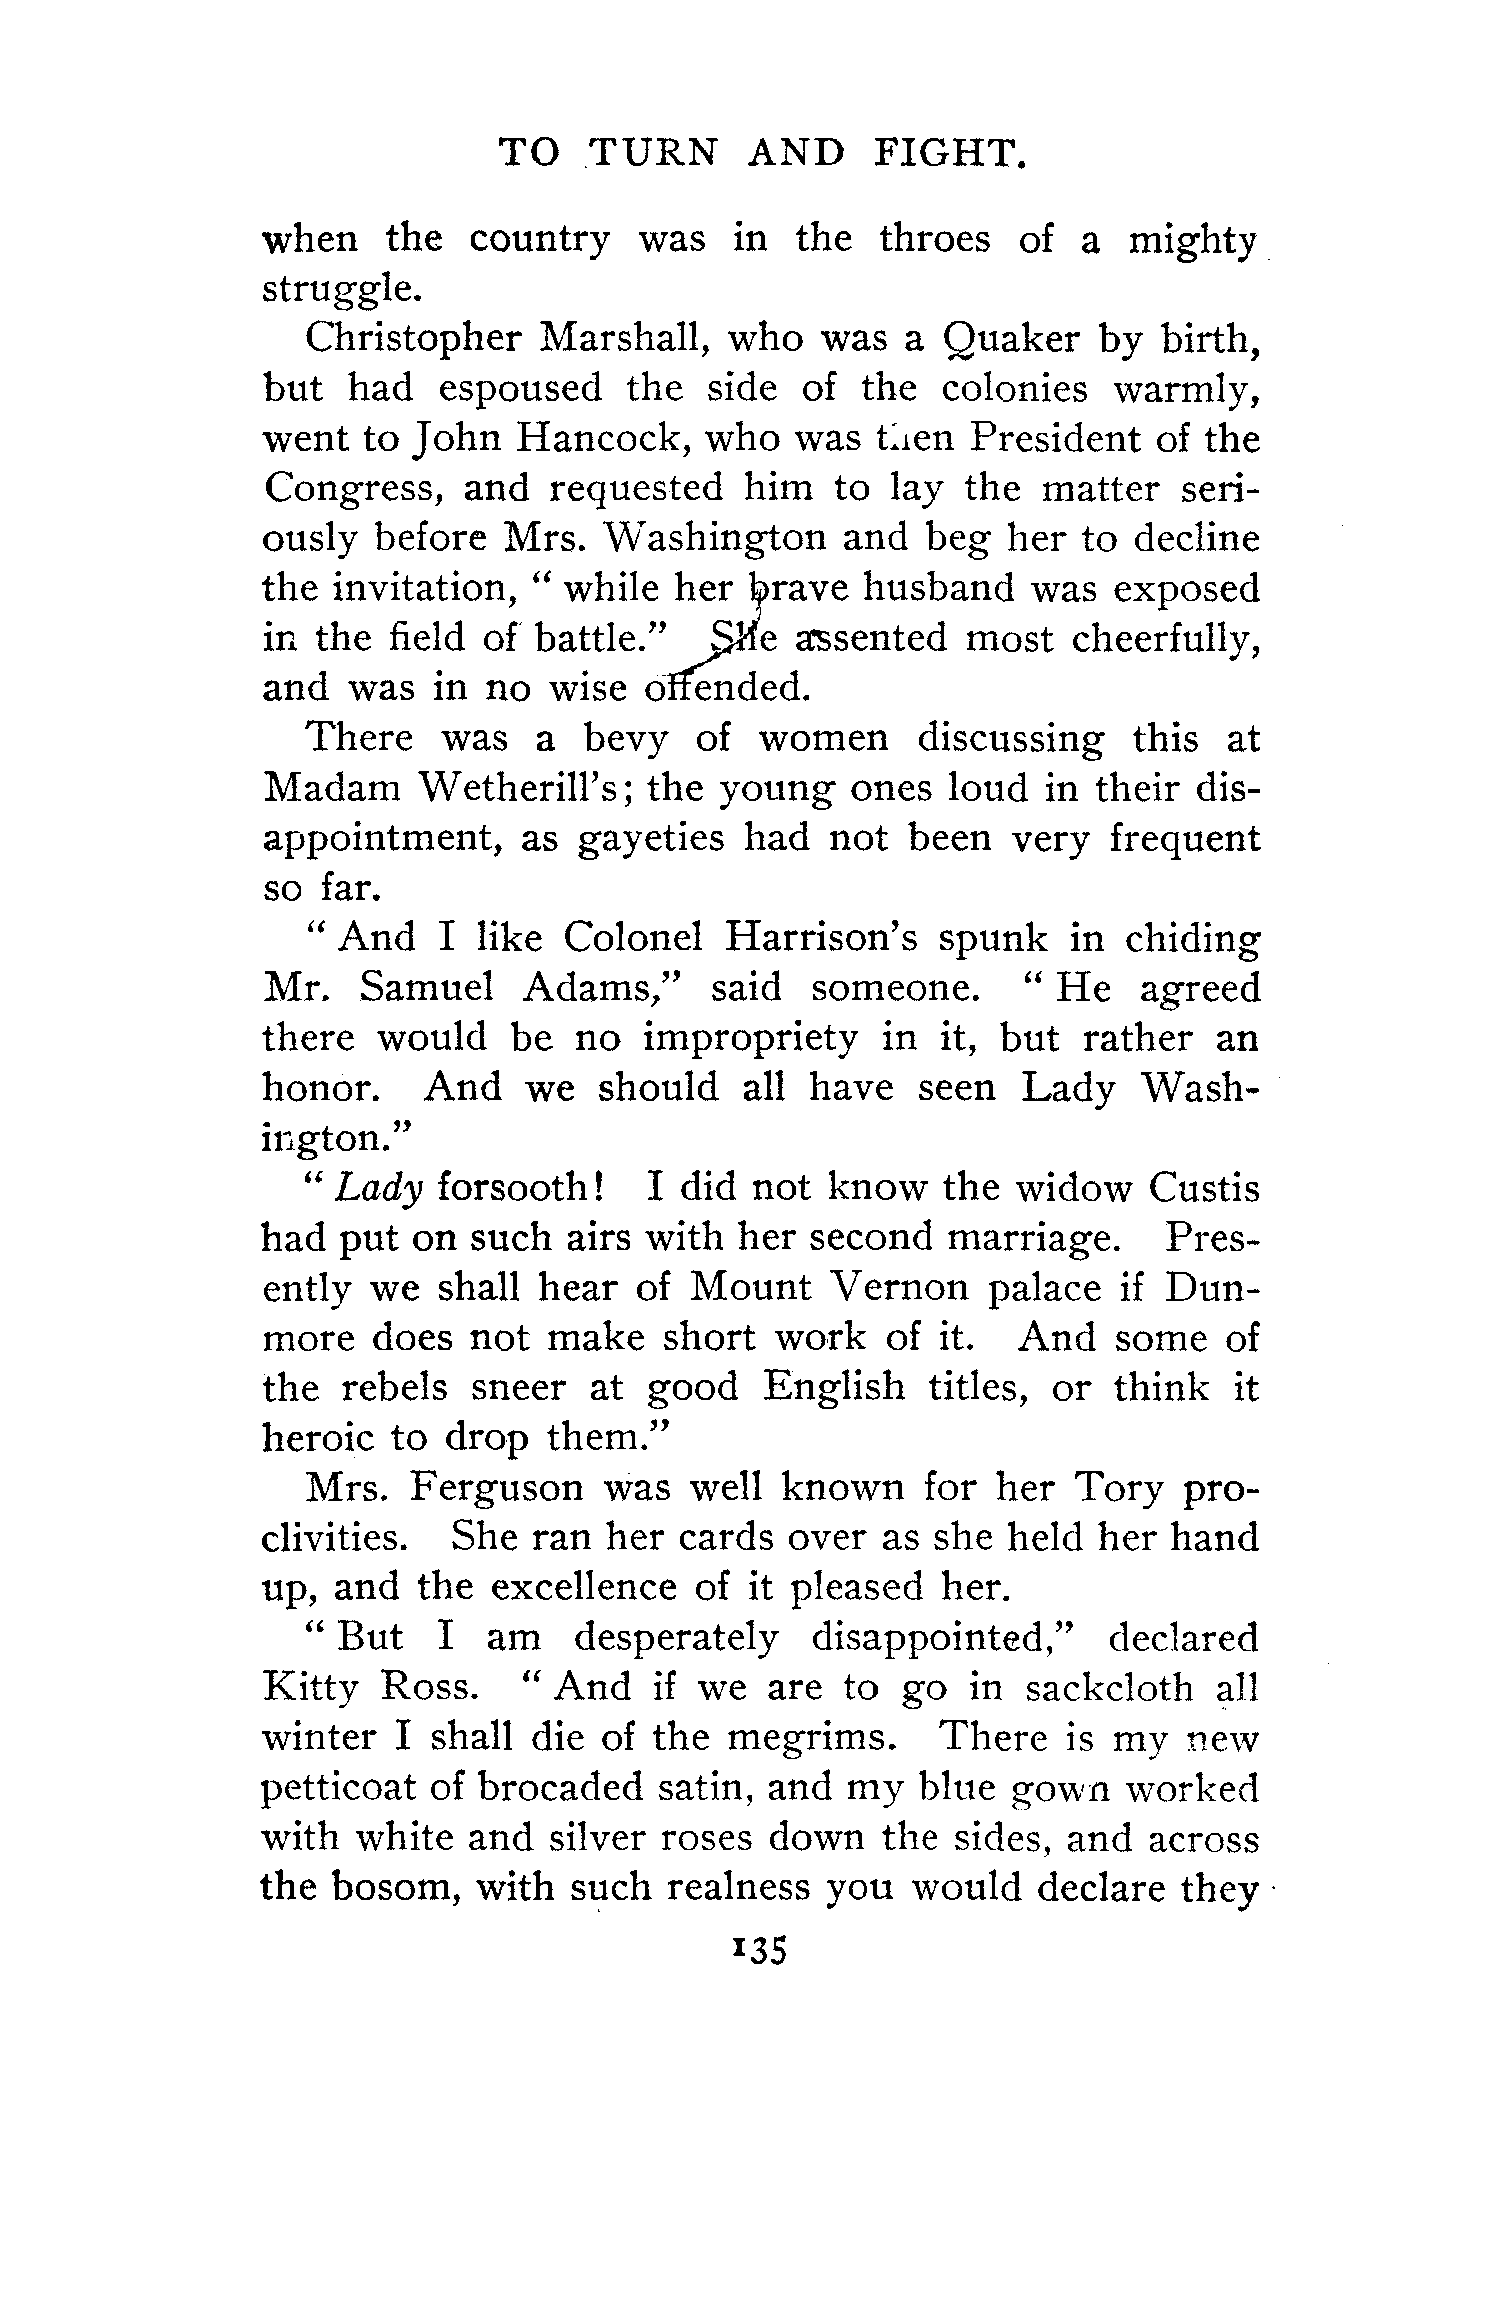 TO TURN AND FIGHT.
when the country was in the throes of a mighty
struggle.
Christopher Marshall, who was a Quaker by birth,
but had espoused the side of the colonies warmly,
went to John Hancock, who was then President of the
Congress, and requested him to lay the matter seri-
ously before Mrs. Washington and beg her to decline
the invitation, “ while her brave husband was exposed
in the field of battle.” She assented most cheerfully,
and was in no wise offended.
There was a bevy of women discussing this at
Madam Wetherill’s; the young ones loud in their dis-
appointment, as gayeties had not been very frequent
so far.
“ And I like Colonel Harrison’s spunk in chiding
Mr. Samuel Adams,” said someone. “ He agreed
there would be no impropriety in it, but rather an
honor. And we should all have seen Lady Wash-
ington.”
“ Lady forsooth! I did not know the widow Custis
had put on such airs with her second marriage. Pres-
ently we shall hear of Mount Vernon palace if Dun-
more does not make short work of it. And some of
the rebels sneer at good English titles, or think it
heroic to drop them.”
Mrs. Ferguson was well known for her Tory pro-
clivities. She ran her cards over as she held her hand
up, and the excellence of it pleased her.
“ But I am desperately disappointed,” declared
Kitty Ross. “ And if we are to go in sackcloth all
winter I shall die of the megrims. There is my new
petticoat of brocaded satin, and my blue gown worked
with white and silver roses down the sides, and across
the bosom, with such realness you would declare they
135